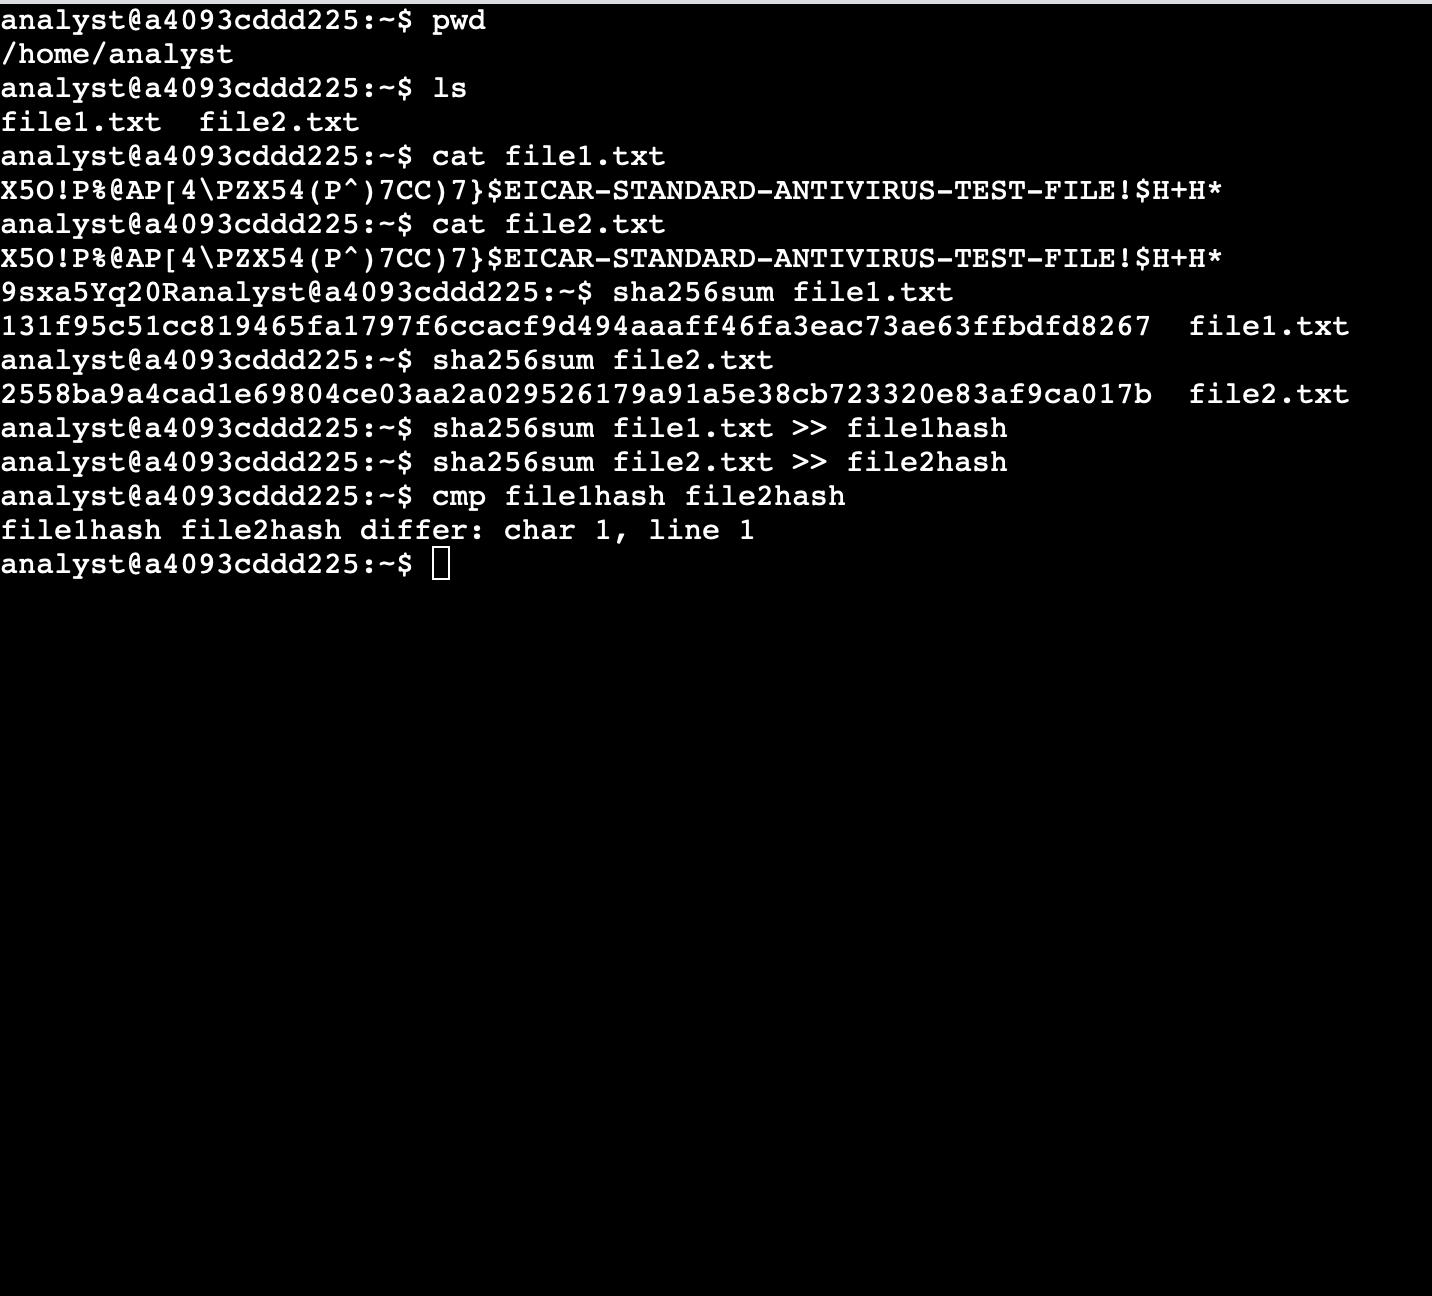 analyst@a4093cddd225:~$ pwd
/home/analyst
analyst@a4093cddd225:~$ ls
file1.txt  file2.txt
analyst@a4093cddd225:~$ cat file1.txt
X5O!P%@AP[4\PZX54(P^)7CC)7}$EICAR-STANDARD-ANTIVIRUS-TEST-FILE!$H+H*
analyst@a4093cddd225:~$ cat file2.txt
X5O!P%@AP[4\PZX54(P^)7CC)7}$EICAR-STANDARD-ANTIVIRUS-TEST-FILE!$H+H*
9sxa5Yq20Ranalyst@a4093cddd225:~$ sha256sum file1.txt
131f95c51cc819465fa1797f6ccacf9d494aaaff46fa3eac73ae63ffbdfd8267  file1.txt
analyst@a4093cddd225:~$ sha256sum file2.txt
2558ba9a4cad1e69804ce03aa2a029526179a91a5e38cb723320e83af9ca017b  file2.txt
analyst@a4093cddd225:~$ sha256sum file1.txt >> file1hash
analyst@a4093cddd225:~$ sha256sum file2.txt >> file2hash
analyst@a4093cddd225:~$ cmp file1hash file2hash
file1hash file2hash differ: char 1, line 1
analyst@a4093cddd225:~$